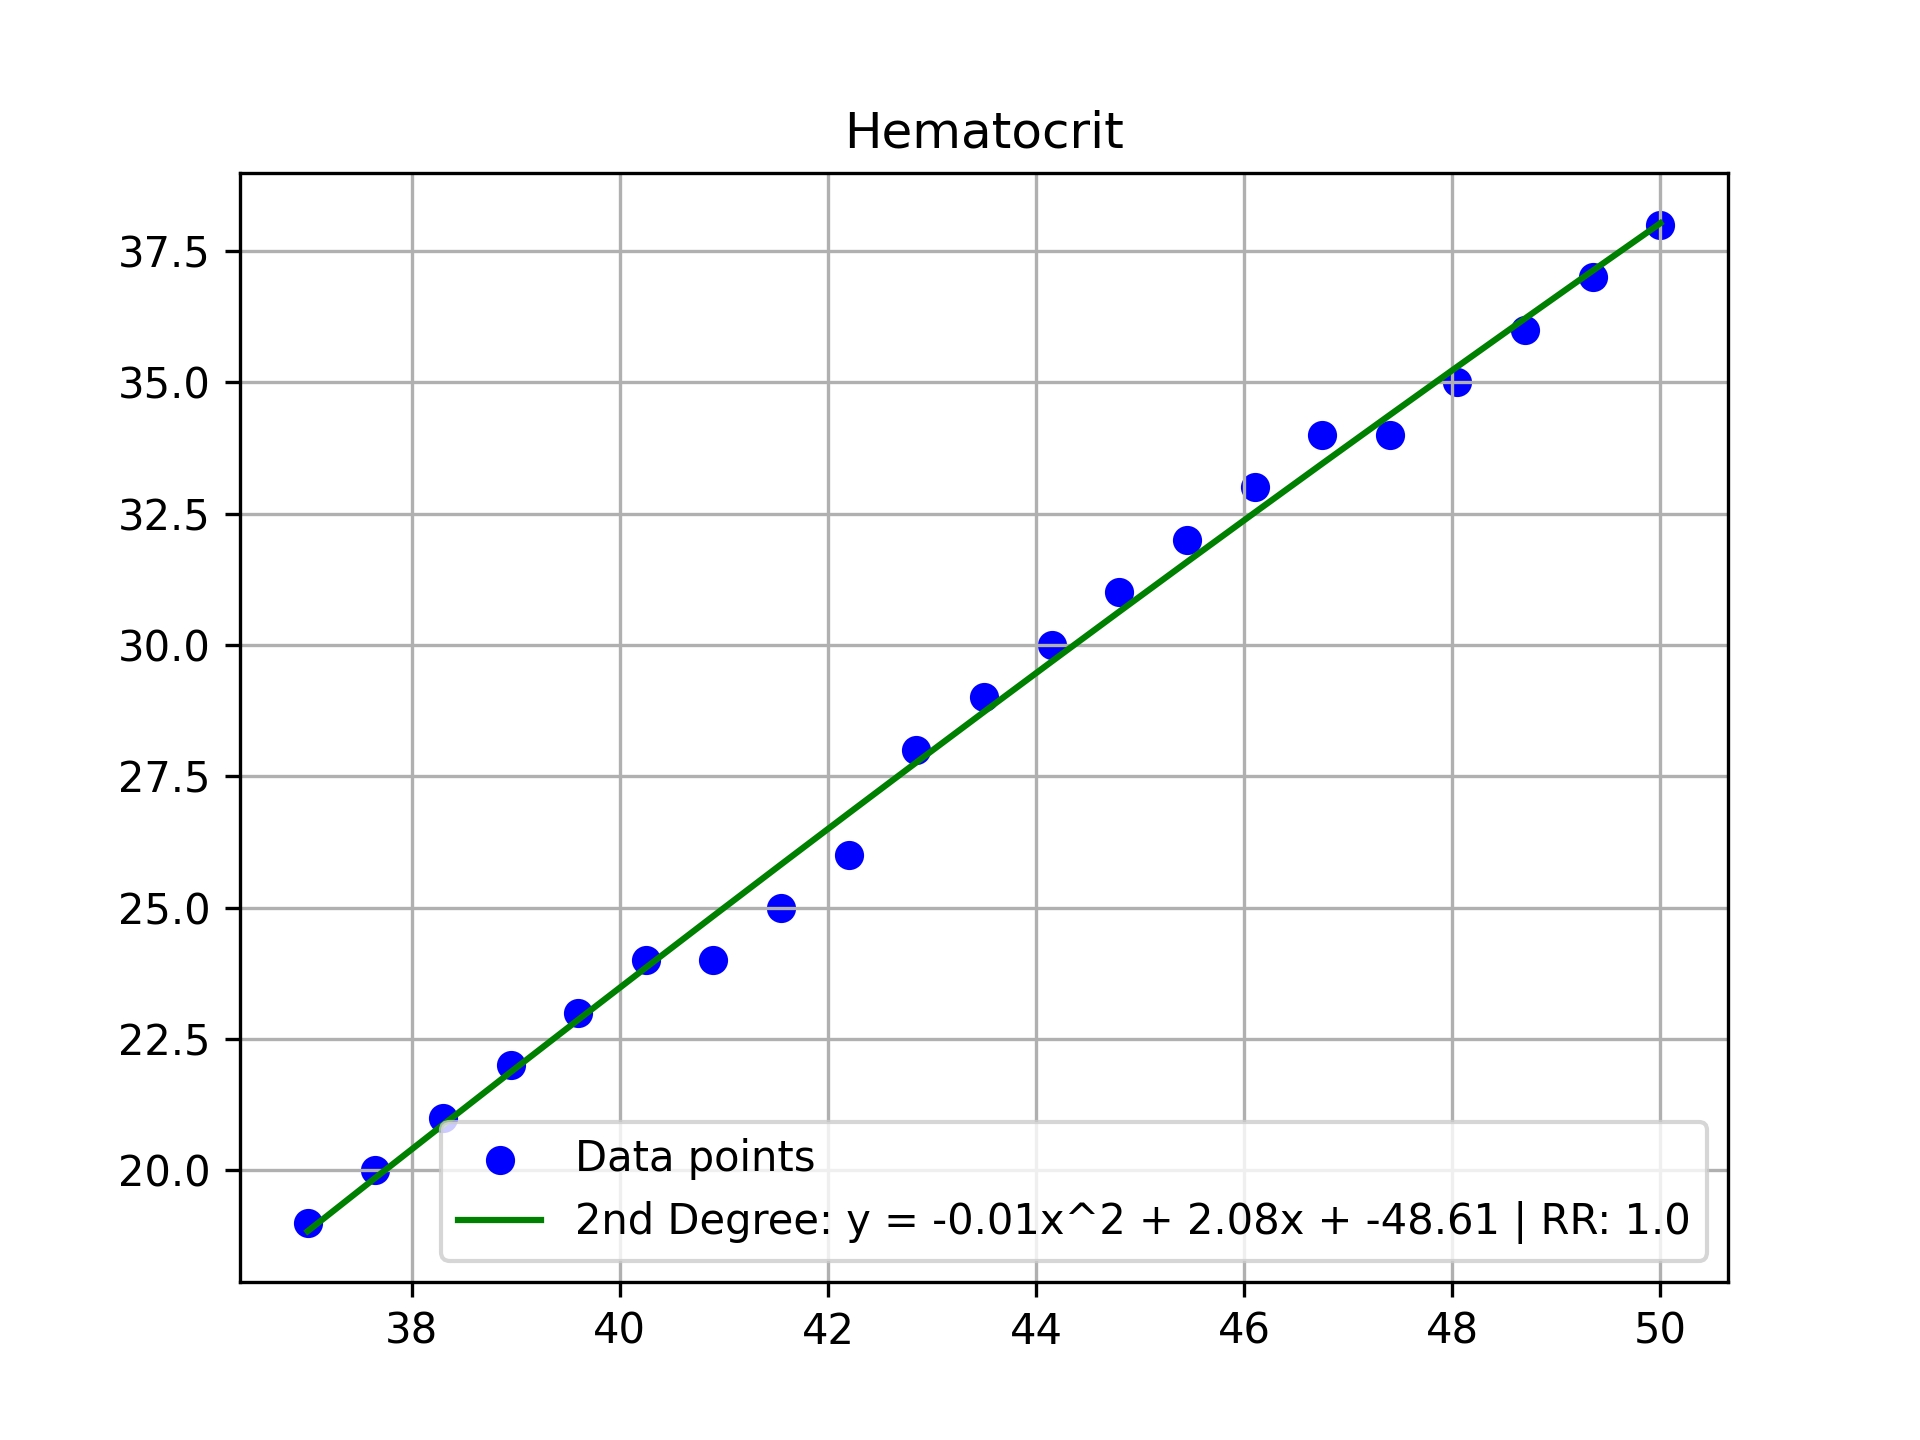 Hematocrit
37.5
35.0
32.5
30.0
27.5
25.0
22.5
20.0
Data points
2nd Degree: y = -0.01x^2 + 2.08x + -48.61 | RR: 1.0
38 40 42 44 46 48 50